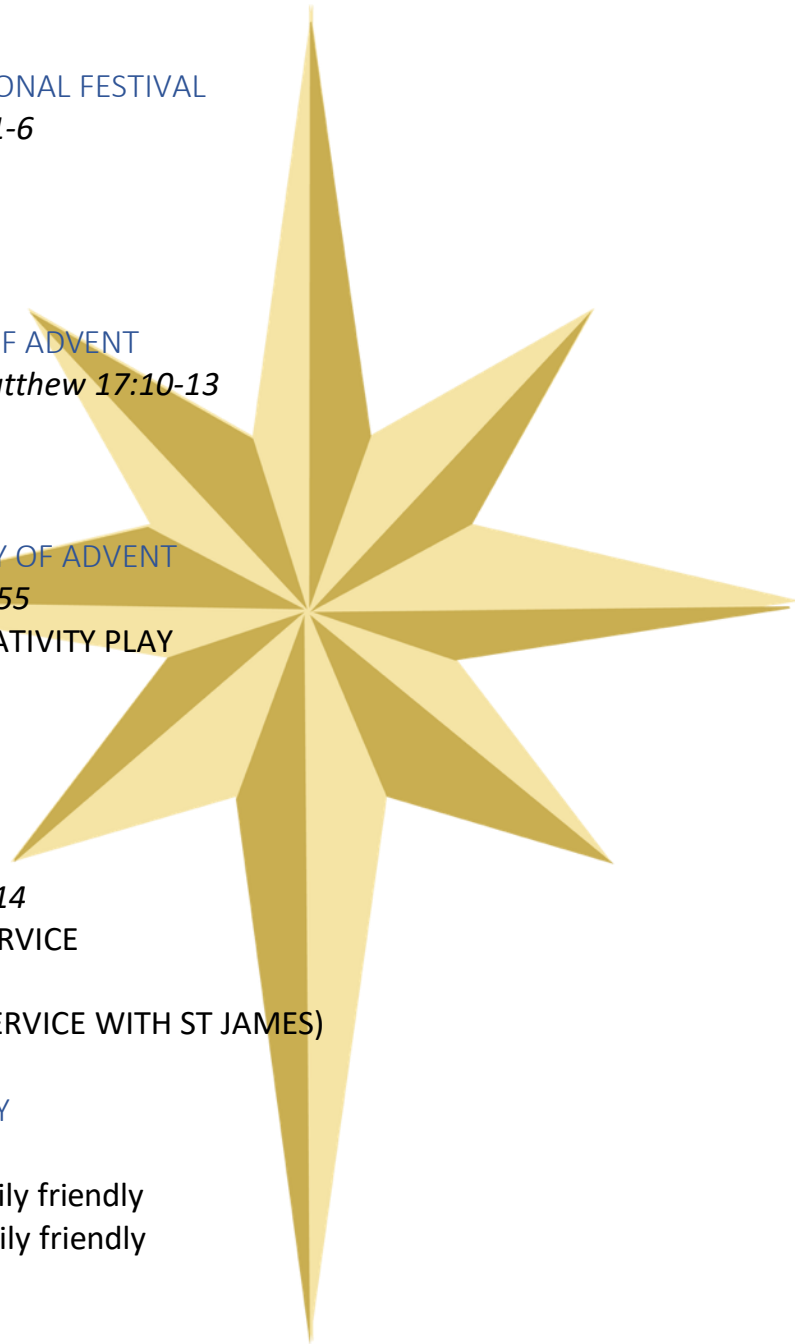 ONAL FESTIVAL
1-6
F ADVENT
atthew 17:10-13
Y OF ADVENT
55
ATIVITY PLAY
14
RVICE
ERVICE WITH ST JAMES)
Y
ily friendly
ily friendly